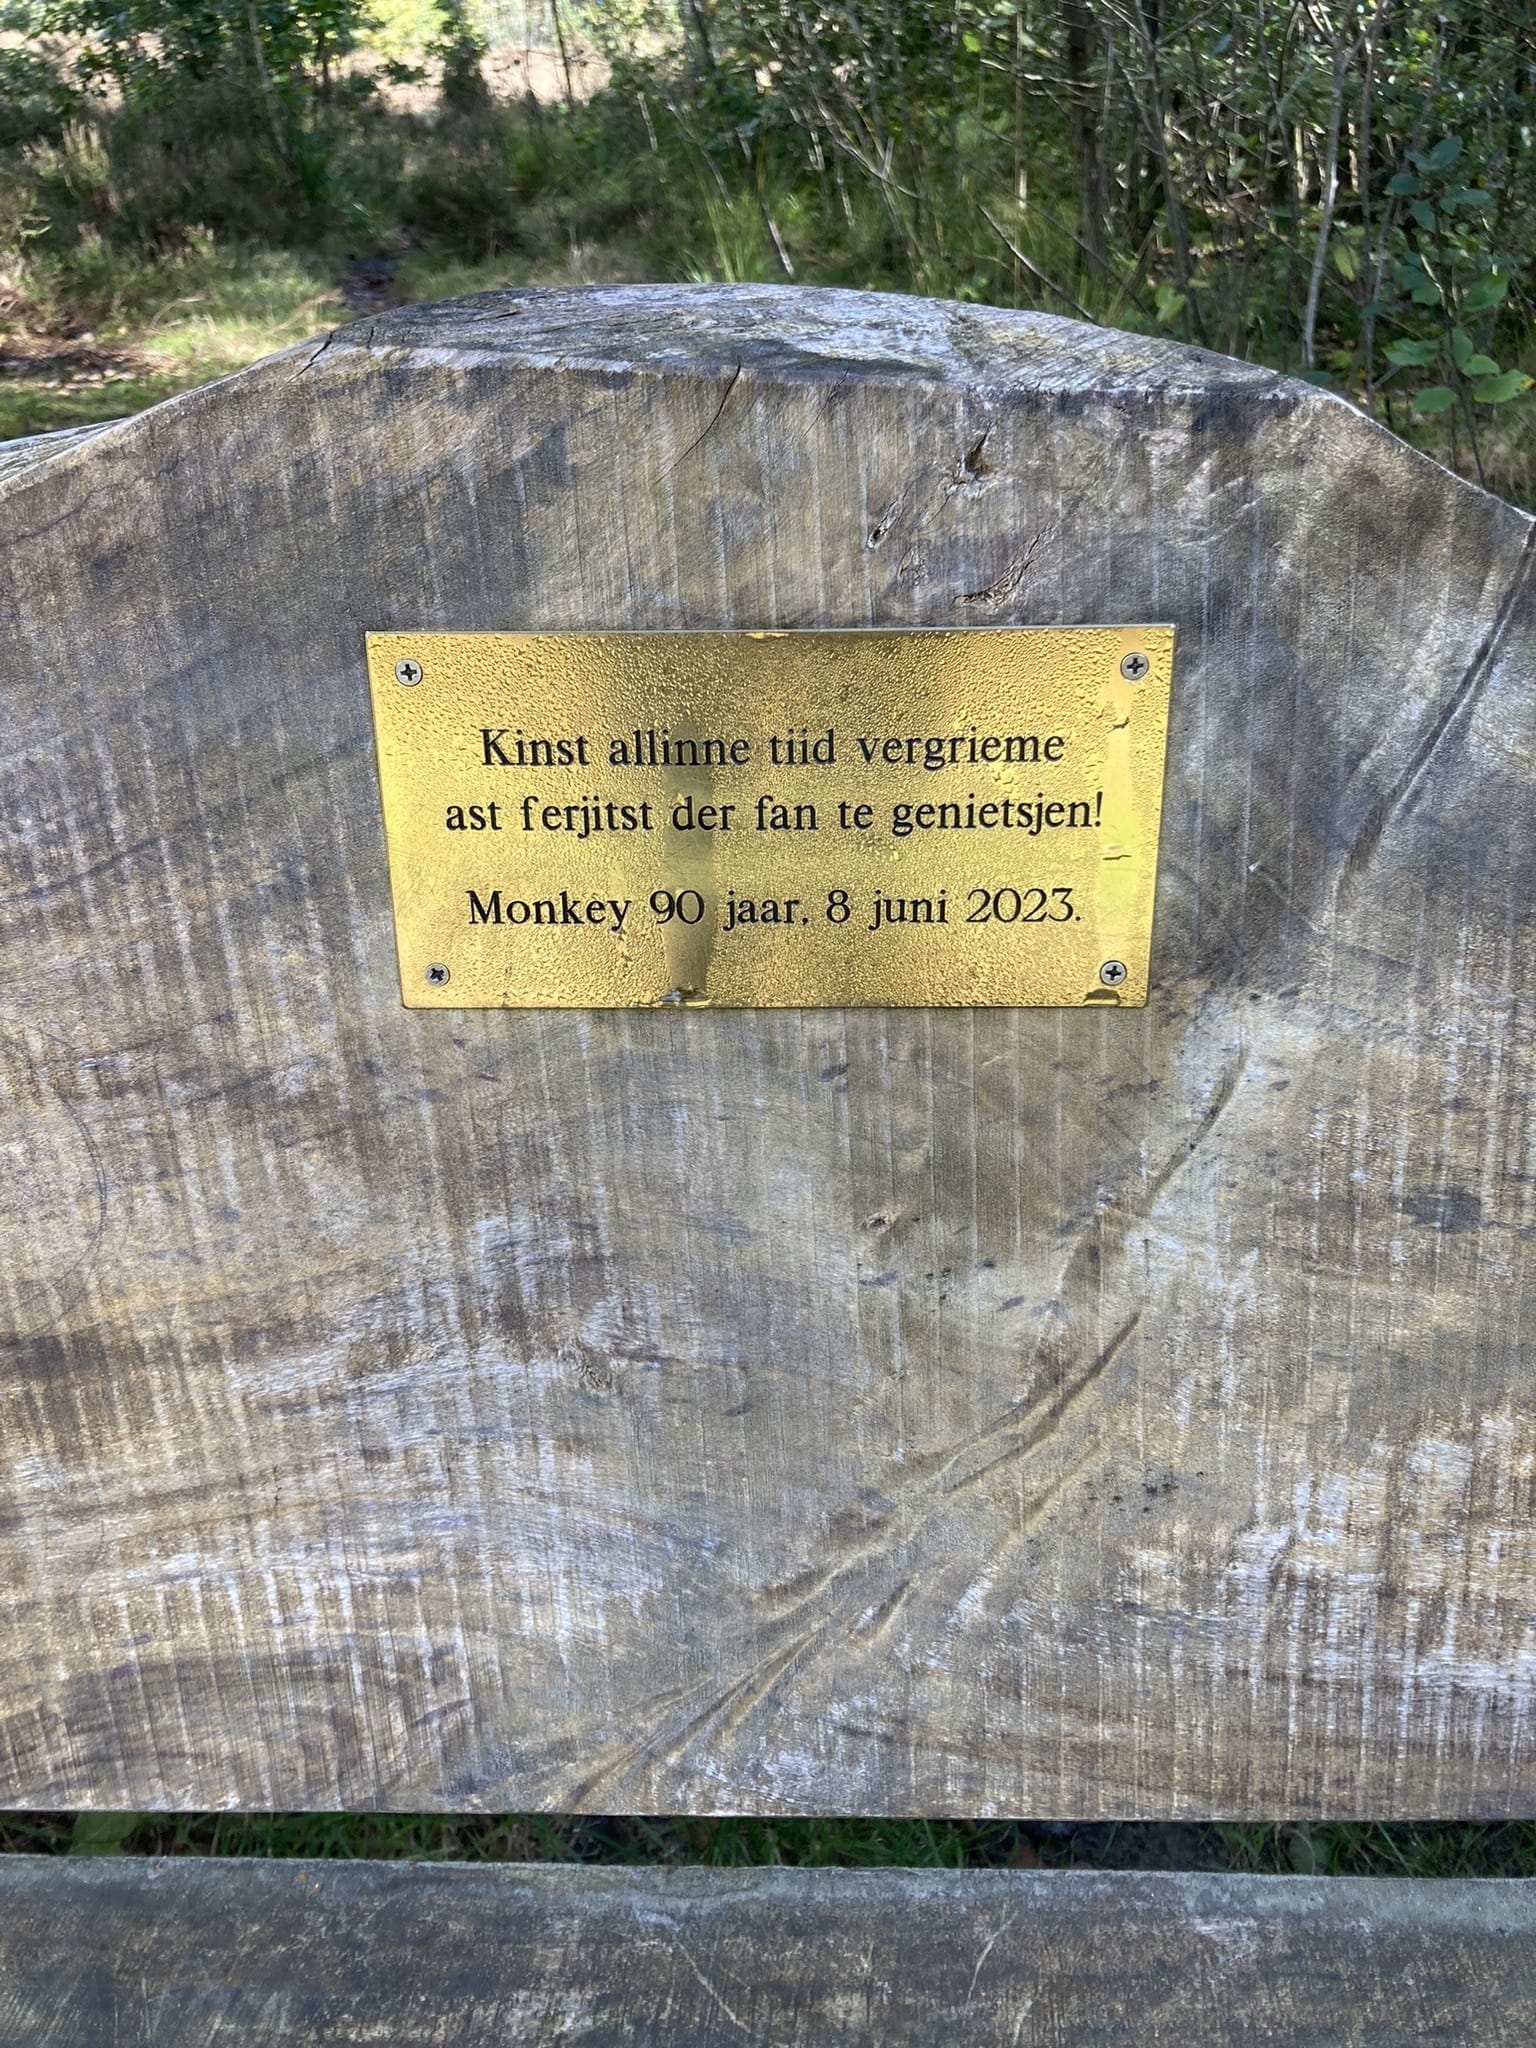 Kinst allinne tiid vergrieme
ast ferjitst der fan te genietsjen!
Monkey 90 jaar, 8 juni 2023.